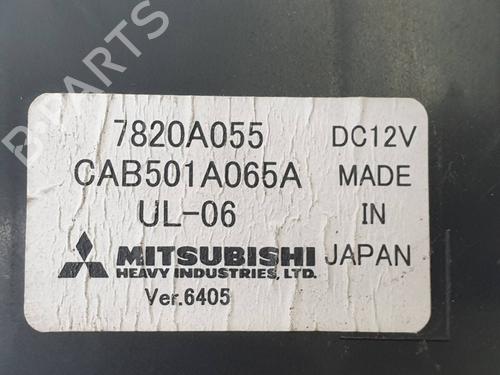 B-PARTS
7820A055 DC12V
CAB501A065A MADE
UL-06 IN
MITSUBISHI JAPAN
HEAVY INDUSTRIES, LTD.
Ver.6405